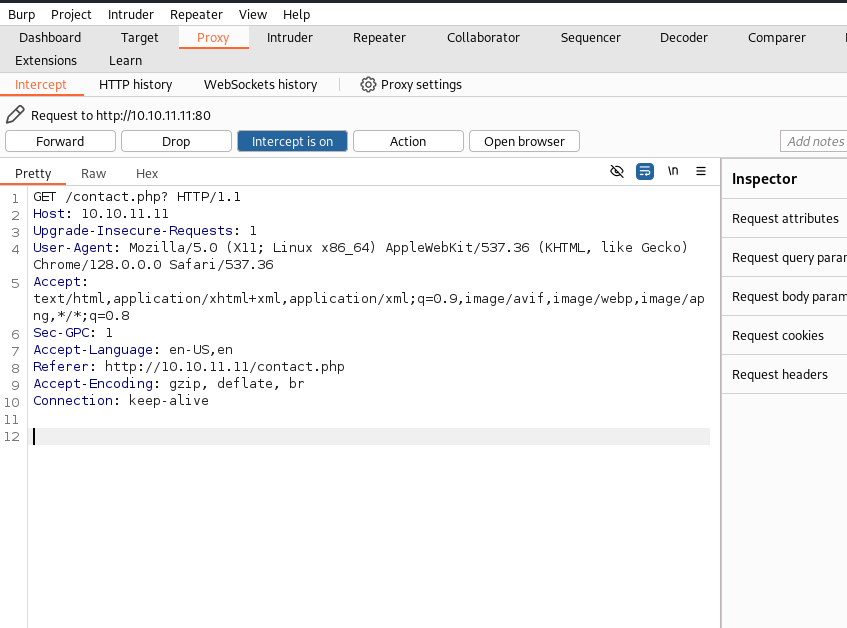 Burp Project Intruder Repeater View Help
Dashboard Target Proxy Intruder Repeater Collaborator Sequencer Decoder Comparer
Extensions Learn
Intercept HTTP history WebSockets history Proxy settings
Request to http://10.10.11.11:80
Forward Drop Intercept is on Action Open browser Add notes
Pretty Raw Hex \n
Inspector
1 GET /contact.php? HTTP/1.1
2 Host: 10.10.11.11
Request attributes
3 Upgrade-Insecure-Requests: 1
4 User-Agent: Mozilla/5.0 (X11; Linux x86_64) AppleWebKit/537.36 (KHTML, like Gecko)
Chrome/128.0.0.0 Safari/537.36
Request query paran
5 Accept:
text/html,application/xhtml+xml,application/xml;q=0.9,image/avif,image/webp,image/ap
Request body param
ng,*/*;q=0.8
6 Sec-GPC: 1
Request cookies
7 Accept-Language: en-US,en
8 Referer: http://10.10.11.11/contact.php
Request headers
9 Accept-Encoding: gzip, deflate, br
10 Connection: keep-alive
11
12